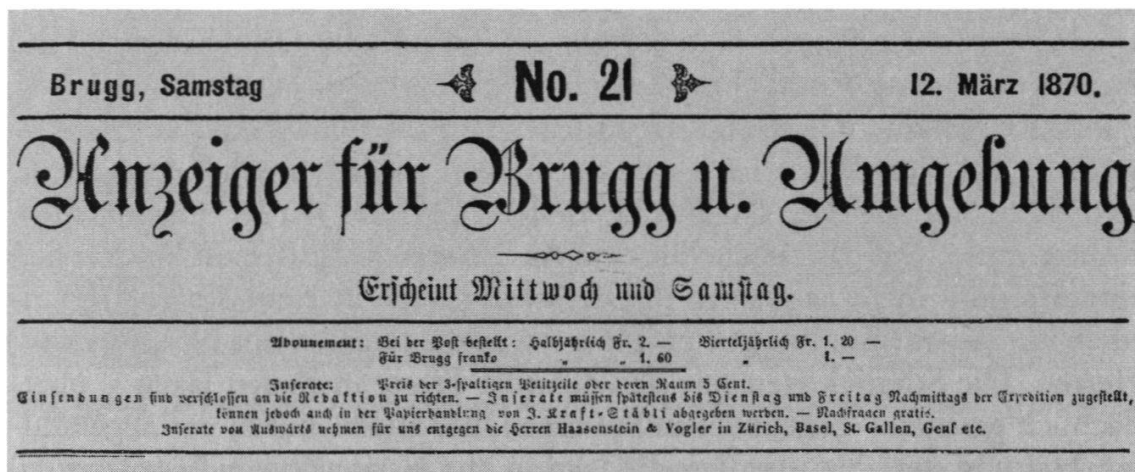 Brugg, Samstag No. 21 12. März 1870.
Anzeiger für Brugg u. Umgebung
Erscheint Mittwoch und Samstag.
Abonnement: Bei der Post bestellt: Halbjährlich Fr. 2. — Vierteljährlich Fr. 1. 20 —
Für Brugg franko „ „ 1. 60 „ 1. —
Inserate: Preis der 3-spaltigen Petitzeile oder deren Raum 5 Cent.
Einsendungen sind verschlossen an die Redaktion zu richten. — Inserate müssen spätestens bis Dienstag und Freitag Nachmittags der Expedition zugestellt,
können jedoch auch in der Papierhandlung von J. Kraft-Stäbli abgegeben werden. — Nachfragen gratis.
Inserate von Auswärts nehmen für uns entgegen die Herren Haasenstein & Vogler in Zürich, Basel, St. Gallen, Genf etc.